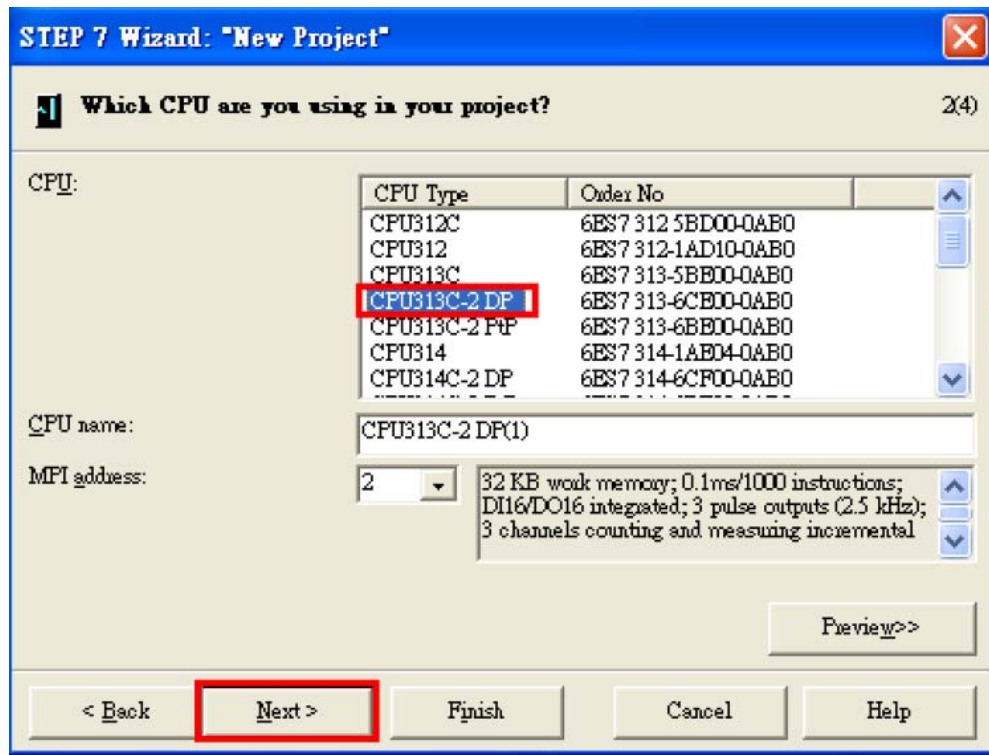 STEP 7 Wizard: "New Project"
Which CPU are you using in your project?
2(4)
CPU:
CPU Type Order No
CPU312C 6ES7 312 5BD00-0AB0
CPU312 6ES7 312-1AD10-0AB0
CPU313C 6ES7 313-5BE00-0AB0
CPU313C-2 DP 6ES7 313-6CE00-0AB0
CPU313C-2 PtP 6ES7 313-6BE00-0AB0
CPU314 6ES7 314-1AE04-0AB0
CPU314C-2 DP 6ES7 314-6CF00-0AB0
CPU name:
CPU313C-2 DP(1)
MPI address:
2
32 KB work memory; 0.1ms/1000 instructions;
DI16/DO16 integrated; 3 pulse outputs (2.5 kHz);
3 channels counting and measuring incremental
Preview>>
< Back Next > Finish Cancel Help